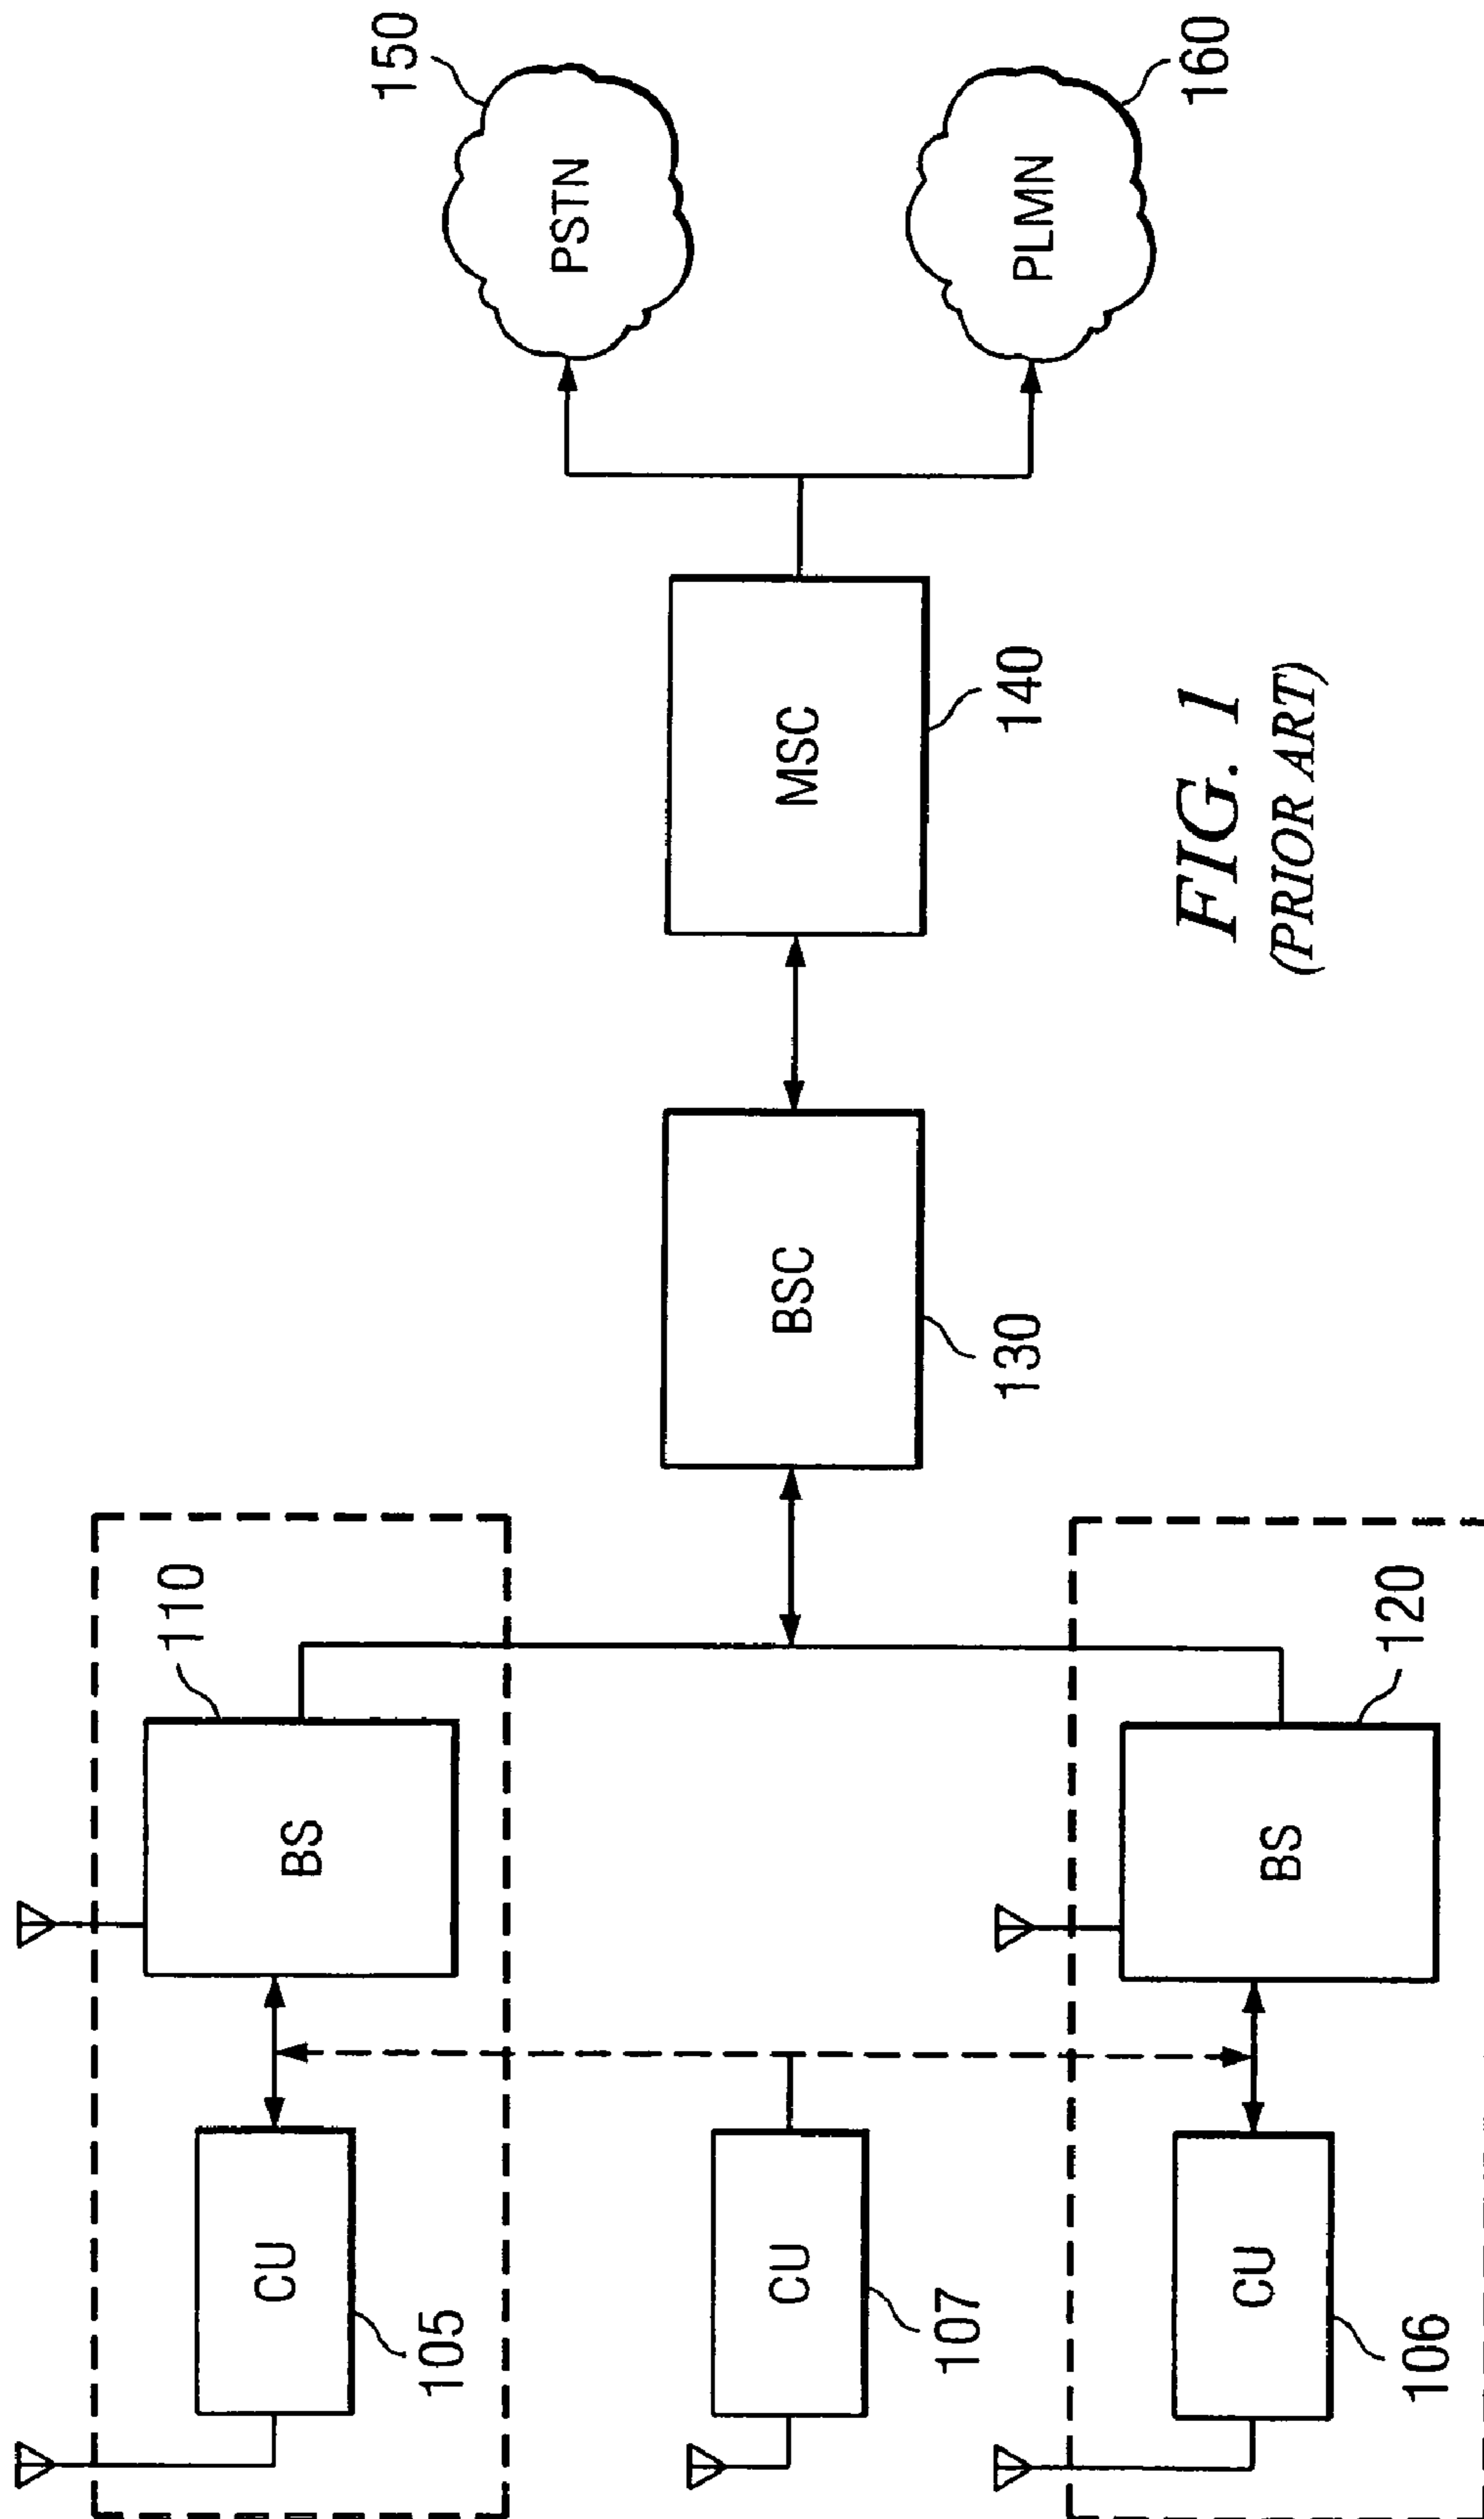 110
BS
CU
105
CU
107
BS
120
CU
106
BSC
130
MSC
140
PSTN
150
PLMN
160
FIG. 1
(PRIOR ART)